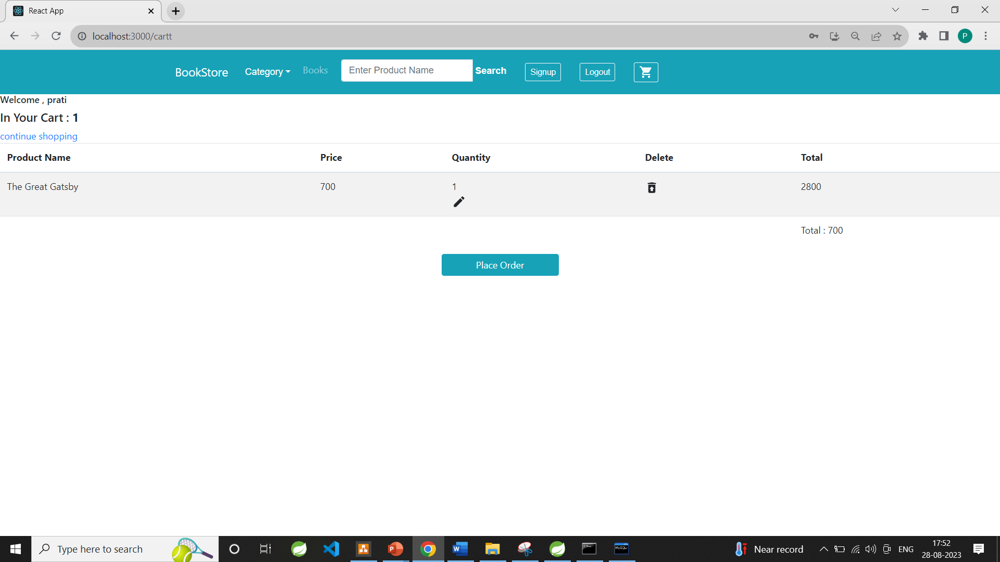 React App
localhost:3000/cartt
P
BookStore
Category
Books
Enter Product Name
Search
Signup
Logout
Welcome , prati
In Your Cart : 1
continue shopping
Product Name Price Quantity Delete Total
The Great Gatsby 700 1 2800
Total : 700
Place Order
Type here to search
P
W
MySQL
Near record
ENG
17:52
28-08-2023